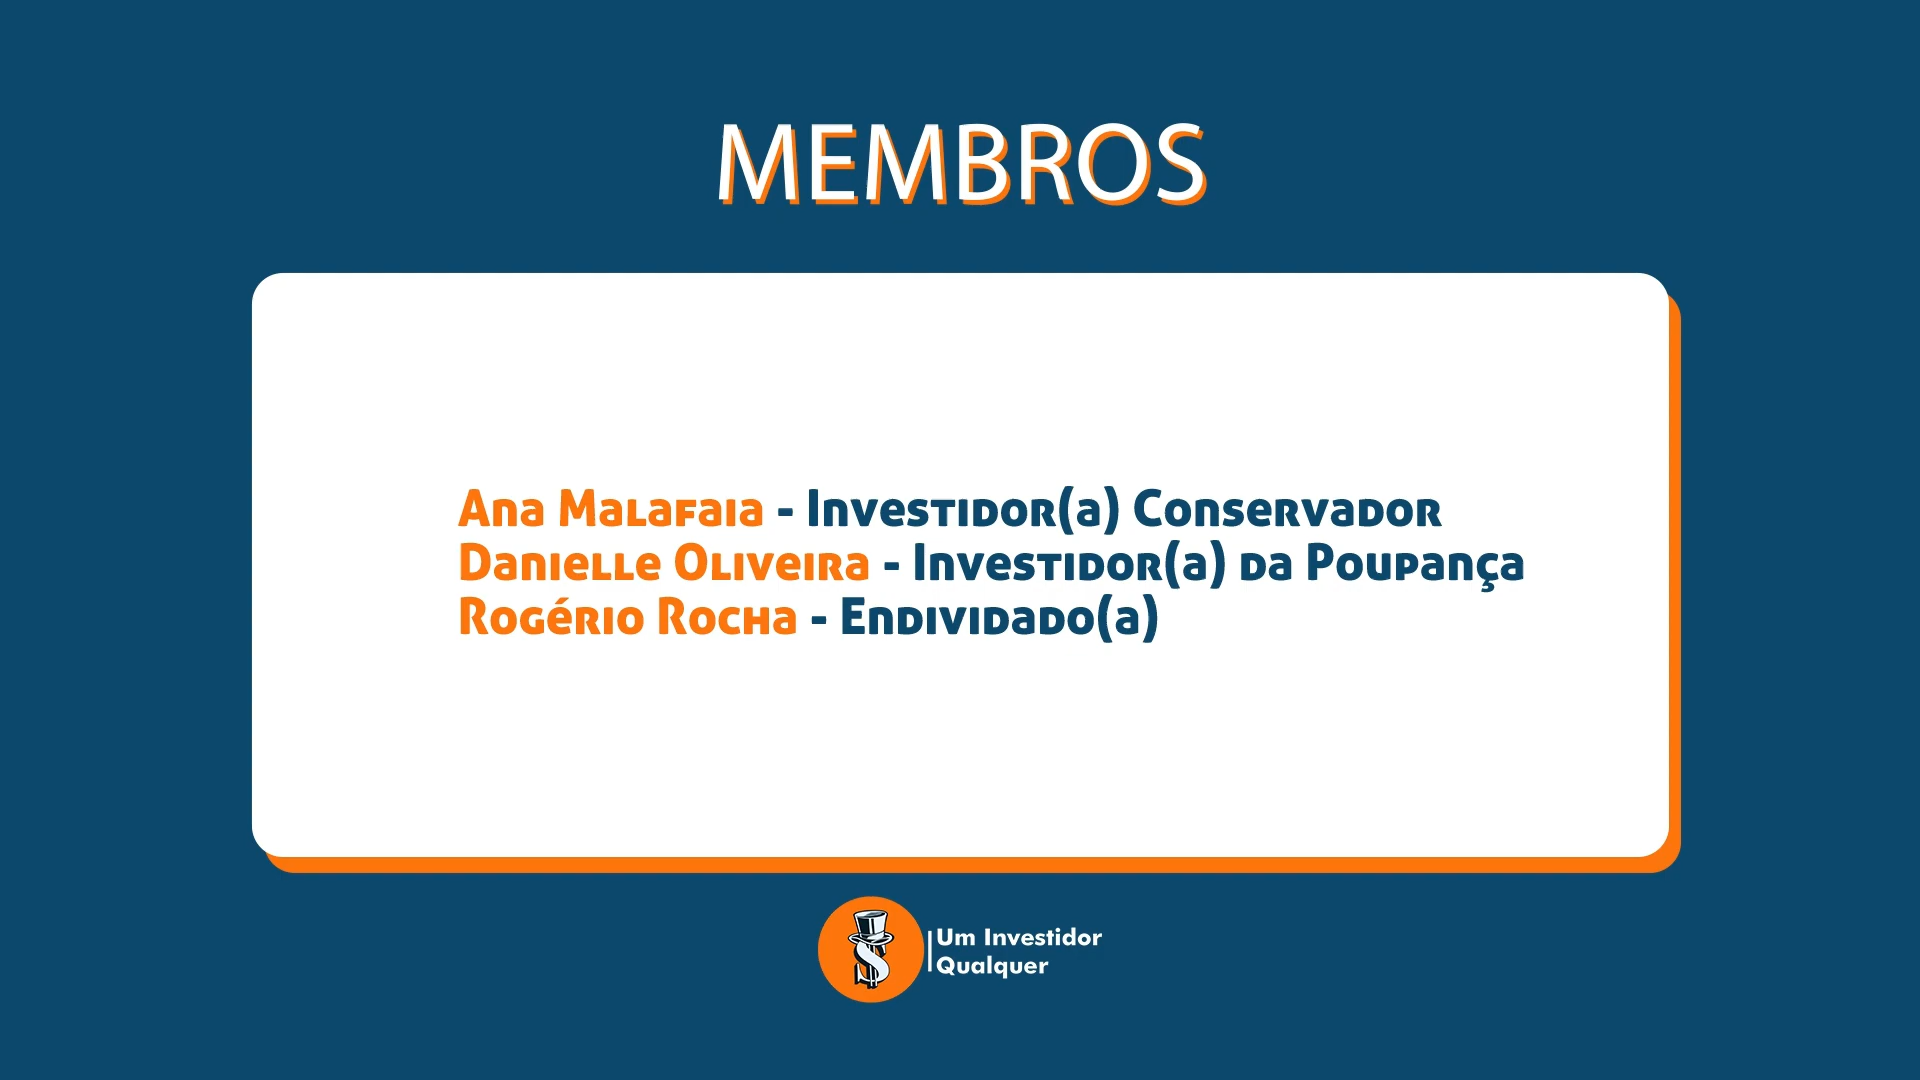 MEMBROS
Ana Malafaia - Investidor(a) Conservador
Danielle Oliveira - Investidor(a) da Poupança
Rogério Rocha - Endividado(a)
Um Investidor
Qualquer